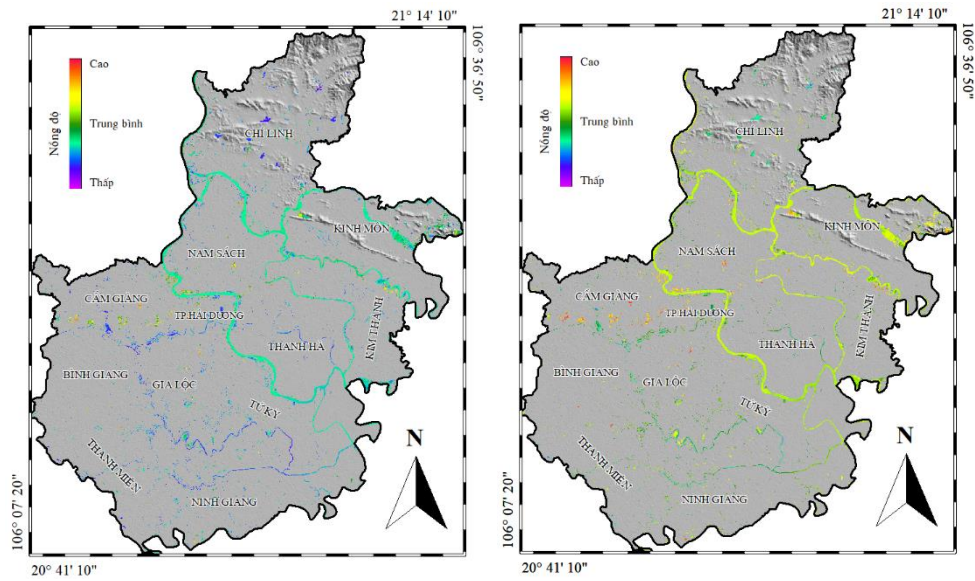 21° 14' 10"
106° 36' 50"
Cao
Nồng độ
Trung bình
Thấp
CHÍ LINH
KINH MÔN
NAM SÁCH
CẨM GIÀNG
TP.HẢI DƯƠNG
KIM THÀNH
THANH HÀ
BÌNH GIANG
GIA LỘC
TỨ KỲ
N
THANH MIỆN
NINH GIANG
106° 07' 20"
20° 41' 10"
21° 14' 10"
106° 36' 50"
Cao
Nồng độ
Trung bình
Thấp
CHÍ LINH
KINH MÔN
NAM SÁCH
CẨM GIÀNG
TP.HẢI DƯƠNG
KIM THÀNH
THANH HÀ
BÌNH GIANG
GIA LỘC
TỨ KỲ
N
THANH MIỆN
NINH GIANG
106° 07' 20"
20° 41' 10"